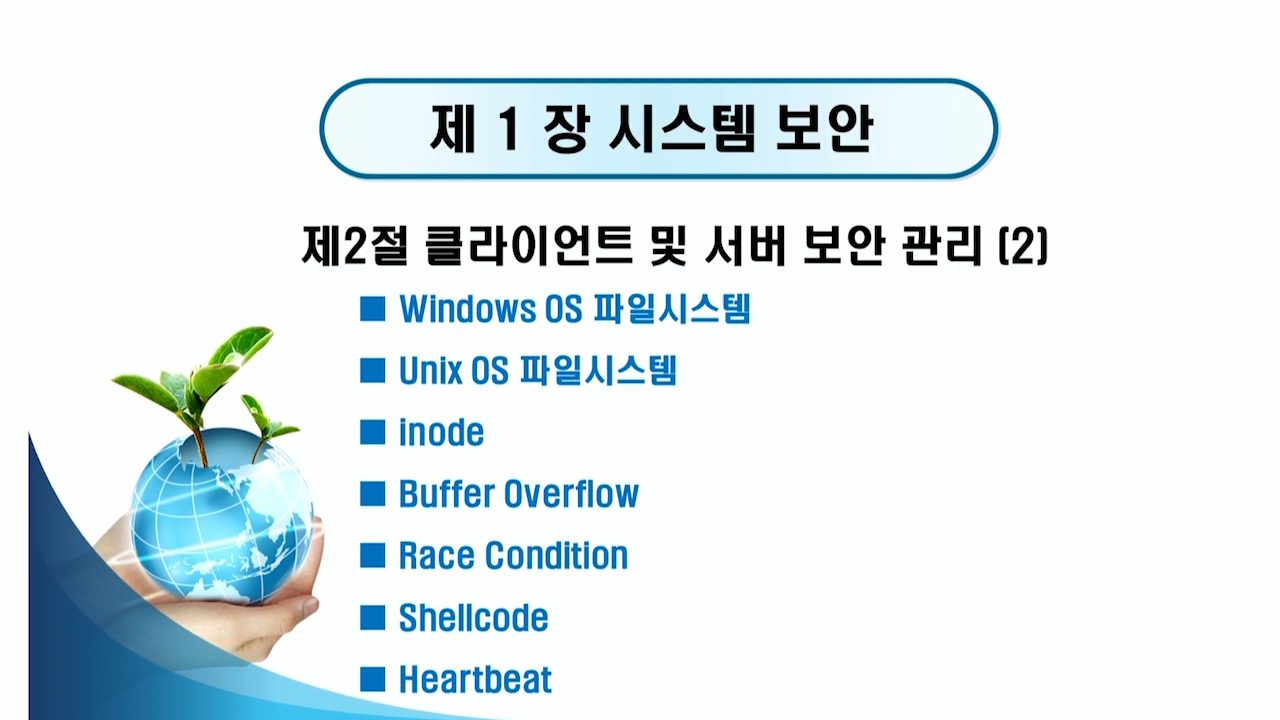 제 1 장 시스템 보안
제2절 클라이언트 및 서버 보안 관리 (2)
■ Windows OS 파일시스템
■ Unix OS 파일시스템
■ inode
■ Buffer Overflow
■ Race Condition
■ Shellcode
■ Heartbeat